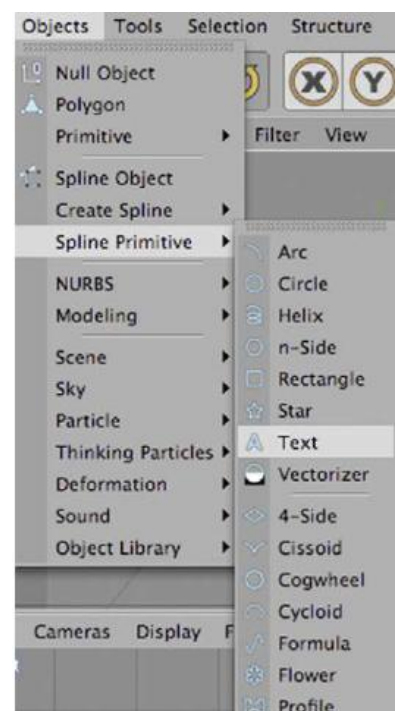 Objects Tools Selection Structure
Null Object
Polygon
Primitive
Spline Object
Create Spline
Spline Primitive
NURBS
Modeling
Scene
Sky
Particle
Thinking Particles
Deformation
Sound
Object Library
X Y
Filter View
Arc
Circle
Helix
n-Side
Rectangle
Star
Text
Vectorizer
4-Side
Cissoid
Cogwheel
Cycloid
Formula
Flower
Profile
Cameras Display F